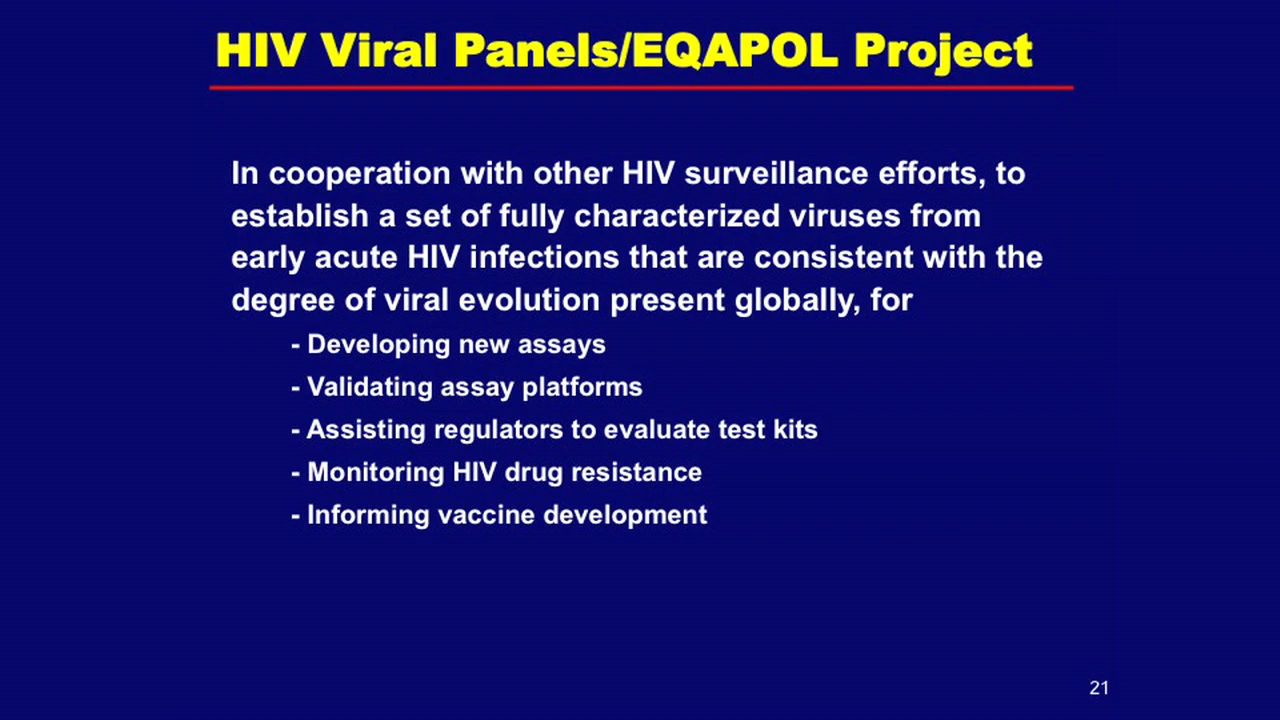 HIV Viral Panels/EQAPOL Project
In cooperation with other HIV surveillance efforts, to
establish a set of fully characterized viruses from
early acute HIV infections that are consistent with the
degree of viral evolution present globally, for
- Developing new assays
- Validating assay platforms
- Assisting regulators to evaluate test kits
- Monitoring HIV drug resistance
- Informing vaccine development
21